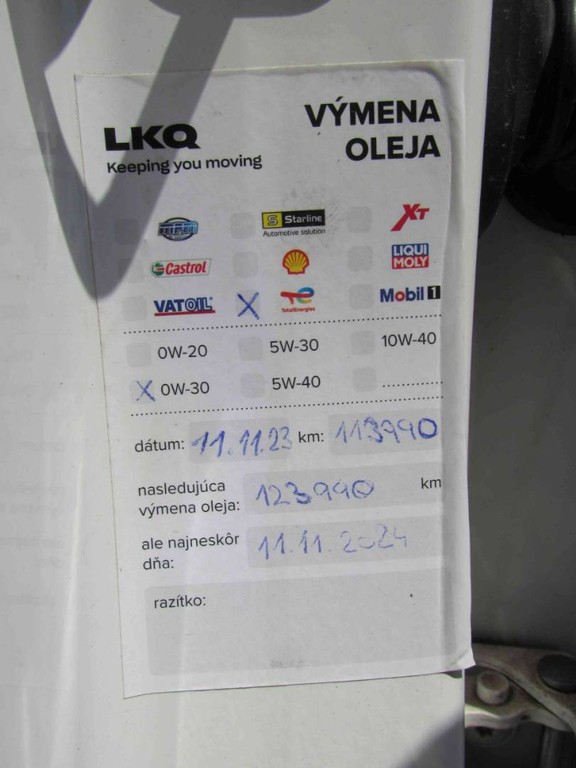 LKQ
Keeping you moving
VÝMENA
OLEJA
S Starline XT
Automotive solution
Castrol LIQUI
MOLY
VATOIL X TotalEnergies Mobil 1
0W-20 5W-30 10W-40
X 0W-30 5W-40 ................
dátum: 11.11.23 km: 113990
nasledujúca
výmena oleja: 123990 km
ale najneskôr
dňa: 11.11.2024
razítko: